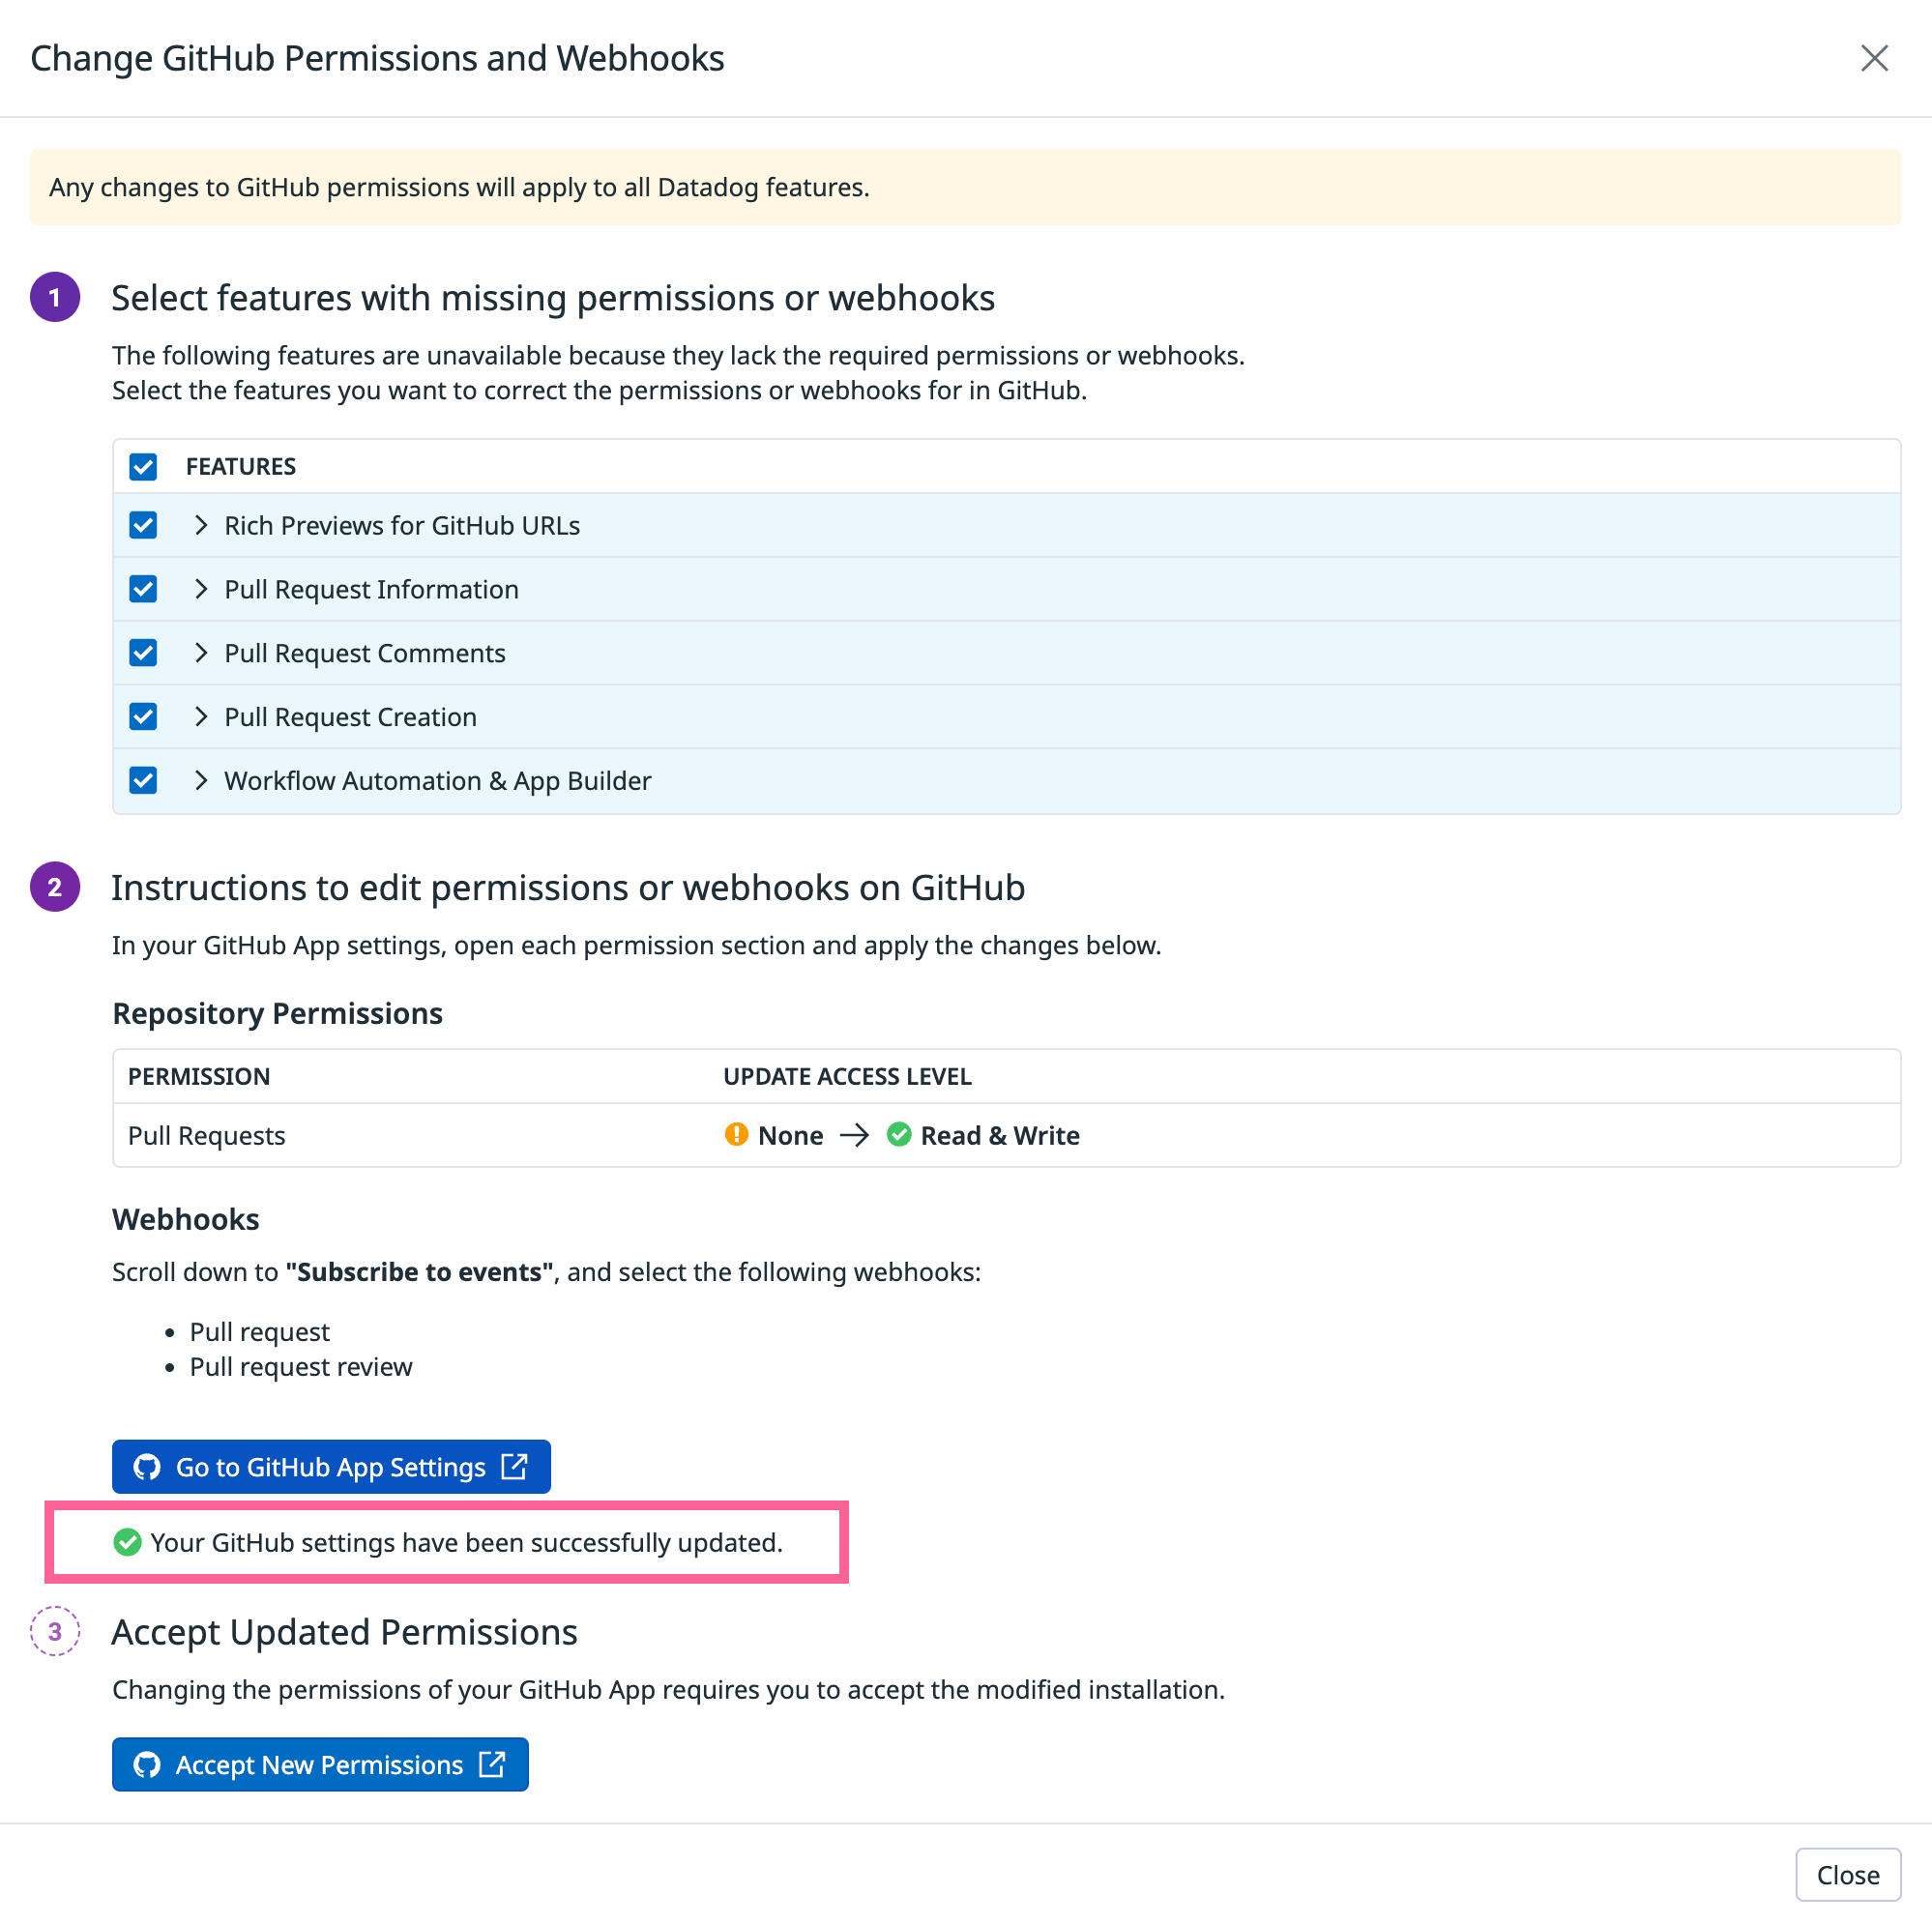 Change GitHub Permissions and Webhooks
Any changes to GitHub permissions will apply to all Datadog features.
1 Select features with missing permissions or webhooks
The following features are unavailable because they lack the required permissions or webhooks.
Select the features you want to correct the permissions or webhooks for in GitHub.
FEATURES
Rich Previews for GitHub URLs
Pull Request Information
Pull Request Comments
Pull Request Creation
Workflow Automation & App Builder
2 Instructions to edit permissions or webhooks on GitHub
In your GitHub App settings, open each permission section and apply the changes below.
Repository Permissions
PERMISSION UPDATE ACCESS LEVEL
Pull Requests None → Read & Write
Webhooks
Scroll down to "Subscribe to events", and select the following webhooks:
• Pull request
• Pull request review
Go to GitHub App Settings
Your GitHub settings have been successfully updated.
3 Accept Updated Permissions
Changing the permissions of your GitHub App requires you to accept the modified installation.
Accept New Permissions
Close